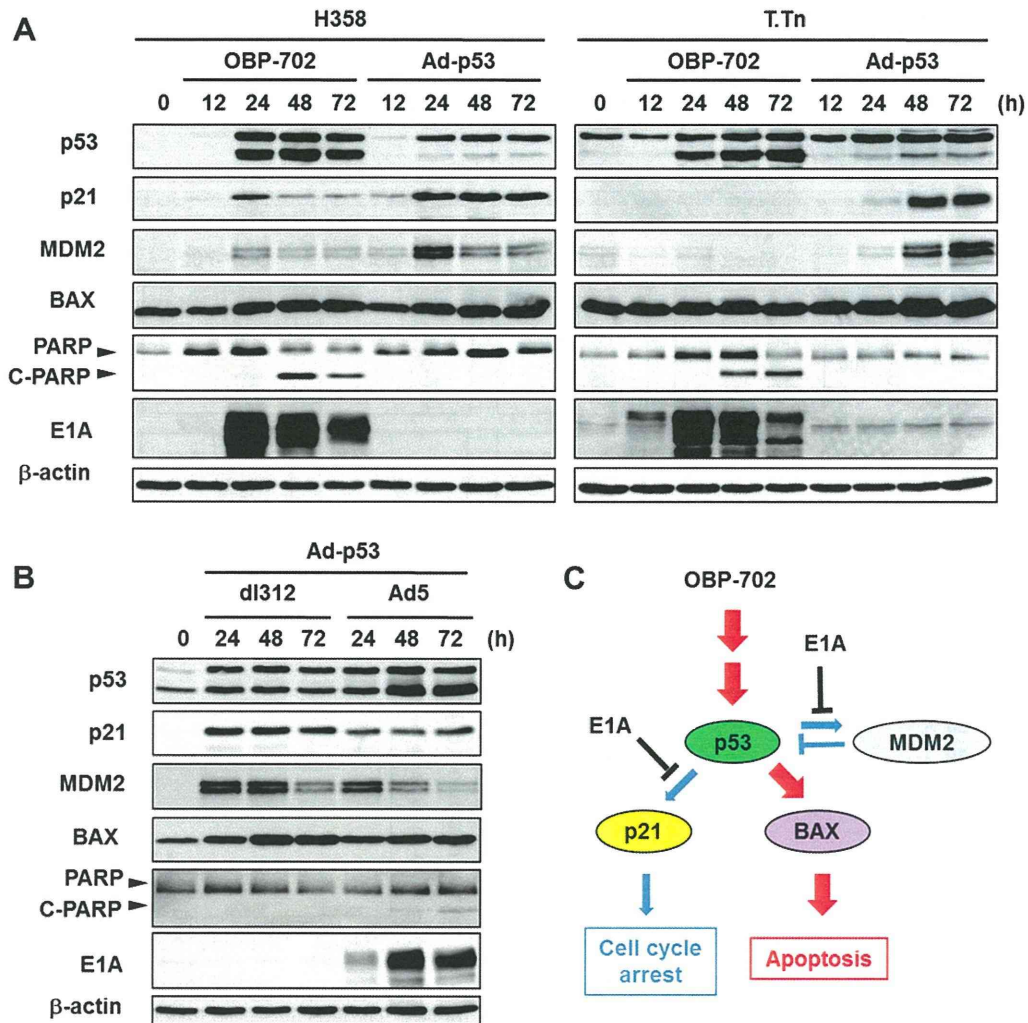 A
H358
T.Tn
OBP-702 Ad-p53 OBP-702 Ad-p53
0 12 24 48 72 12 24 48 72 0 12 24 48 72 12 24 48 72 (h)
p53
p21
MDM2
BAX
PARP
C-PARP
E1A
β-actin
B
Ad-p53
dl312 Ad5
0 24 48 72 24 48 72 (h)
p53
p21
MDM2
BAX
PARP
C-PARP
E1A
β-actin
C
OBP-702
E1A
E1A
p53
MDM2
p21
BAX
Cell cycle
arrest
Apoptosis